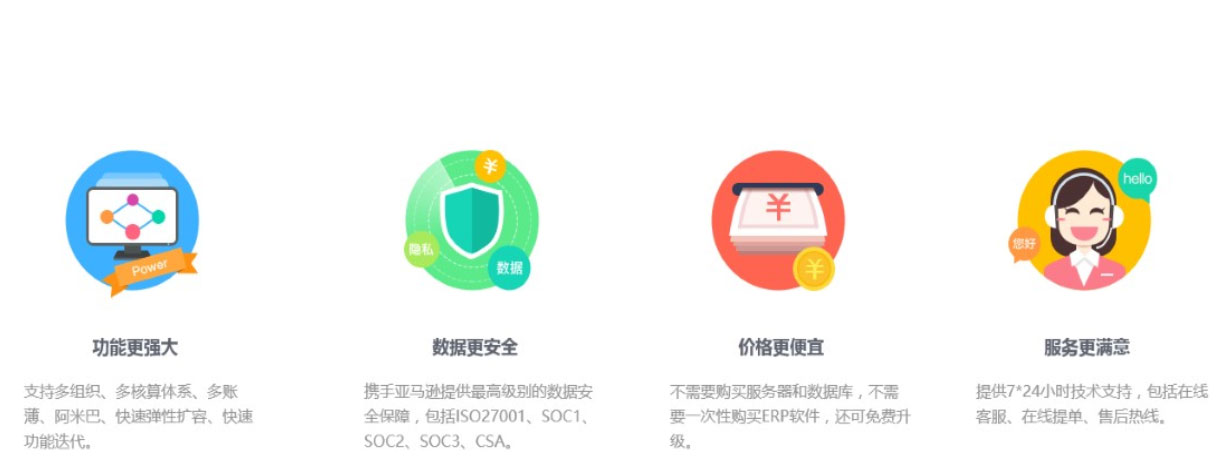 Power
¥
隐私
数据
¥
¥
hello
您好
功能更强大
支持多组织、多核算体系、多账
薄、阿米巴、快速弹性扩容、快速
功能迭代。
数据更安全
携手亚马逊提供最高级别的数据安
全保障，包括ISO27001、SOC1、
SOC2、SOC3、CSA。
价格更便宜
不需要购买服务器和数据库，不需
要一次性购买ERP软件，还可免费升
级。
服务更满意
提供7*24小时技术支持，包括在线
客服、在线提单、售后热线。